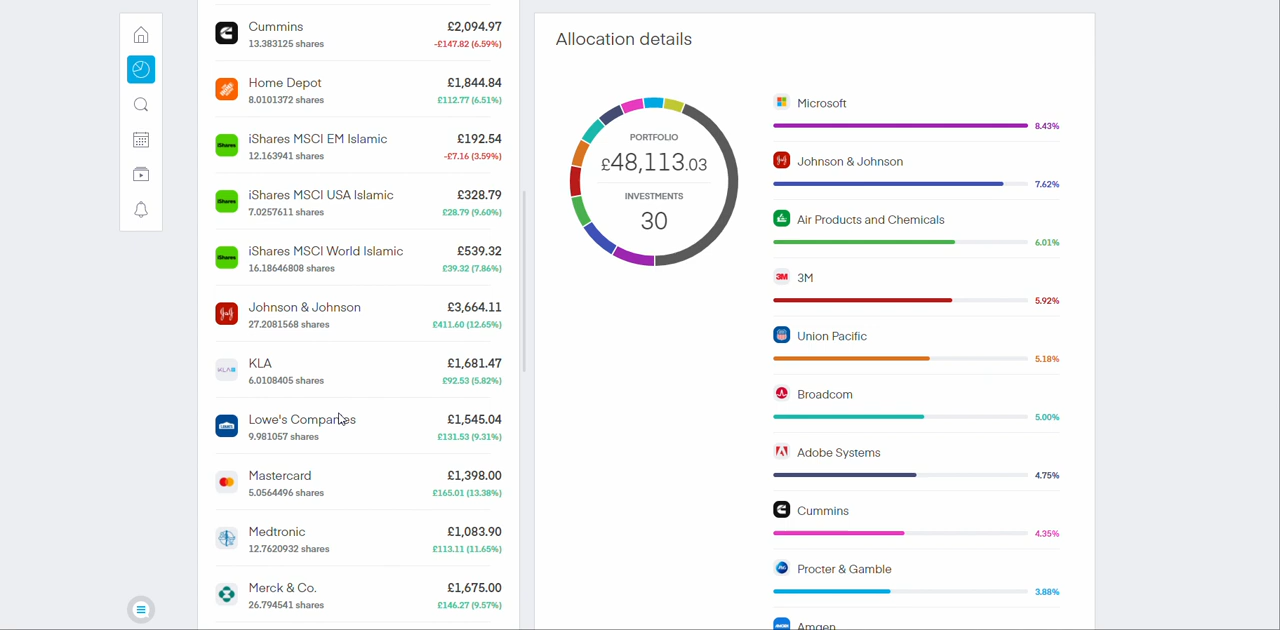 Cummins
£2,094.97
13.383125 shares
-£147.82 (6.59%)
Home Depot
£1,844.84
8.0101372 shares
£112.77 (6.51%)
iShares
iShares MSCI EM Islamic
£192.54
12.163941 shares
-£7.16 (3.59%)
iShares
iShares MSCI USA Islamic
£328.79
7.0257611 shares
£28.79 (9.60%)
iShares
iShares MSCI World Islamic
£539.32
16.18646808 shares
£39.32 (7.86%)
Johnson & Johnson
£3,664.11
27.2081568 shares
£411.60 (12.65%)
KLA
KLA
£1,681.47
6.0108405 shares
£92.53 (5.82%)
LOWE'S
Lowe's Companies
£1,545.04
9.981057 shares
£131.53 (9.31%)
Mastercard
£1,398.00
5.0564496 shares
£165.01 (13.38%)
Medtronic
£1,083.90
12.7620932 shares
£113.11 (11.65%)
Merck & Co.
£1,675.00
26.794541 shares
£146.27 (9.57%)
Allocation details
PORTFOLIO
£48,113.03
INVESTMENTS
30
Microsoft
8.43%
Johnson & Johnson
7.62%
Air Products and Chemicals
6.01%
3M
3M
5.92%
Union Pacific
5.18%
Broadcom
5.00%
Adobe Systems
4.75%
Cummins
4.35%
P&G
Procter & Gamble
3.88%
AMGEN
Amgen